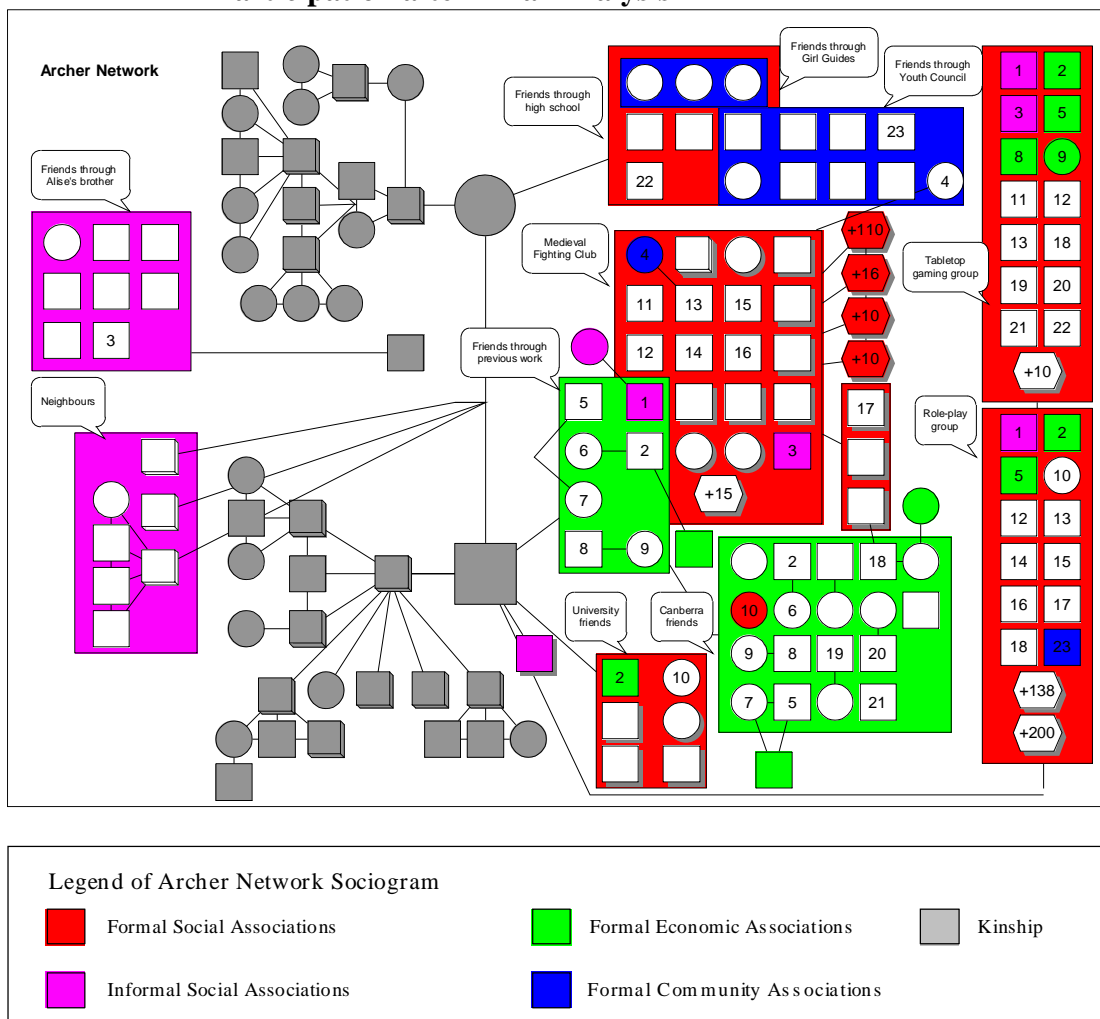 Archer Network
Friends through
Girl Guides
Friends through
Youth Council
Friends through
high school
23
22
4
1 2
3 5
8 9
11 12
13 18
19 20
21 22
+10
Tabletop
gaming group
Friends through
Alise's brother
3
Medieval
Fighting Club
4
11 13 15
12 14 16
1
3
+15
+110
+16
+10
+10
17
Friends through
previous work
5
6 2
7
8 9
Neighbours
Role-play
group
1 2
5 10
12 13
14 15
16 17
18 23
+138
+200
University
friends
2 10
Canberra
friends
2 18
10 6
9 8 19 20
7 5 21
Legend of Archer Network Sociogram
Formal Social Associations
Formal Economic Associations
Kinship
Informal Social Associations
Formal Community Associations